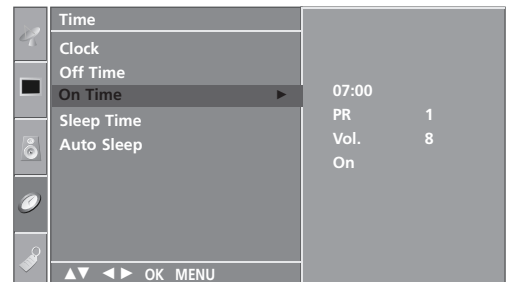 Time
Clock
Off Time
On Time ►
Sleep Time
Auto Sleep
07:00
PR 1
Vol. 8
On
▲▼ ◄► OK MENU